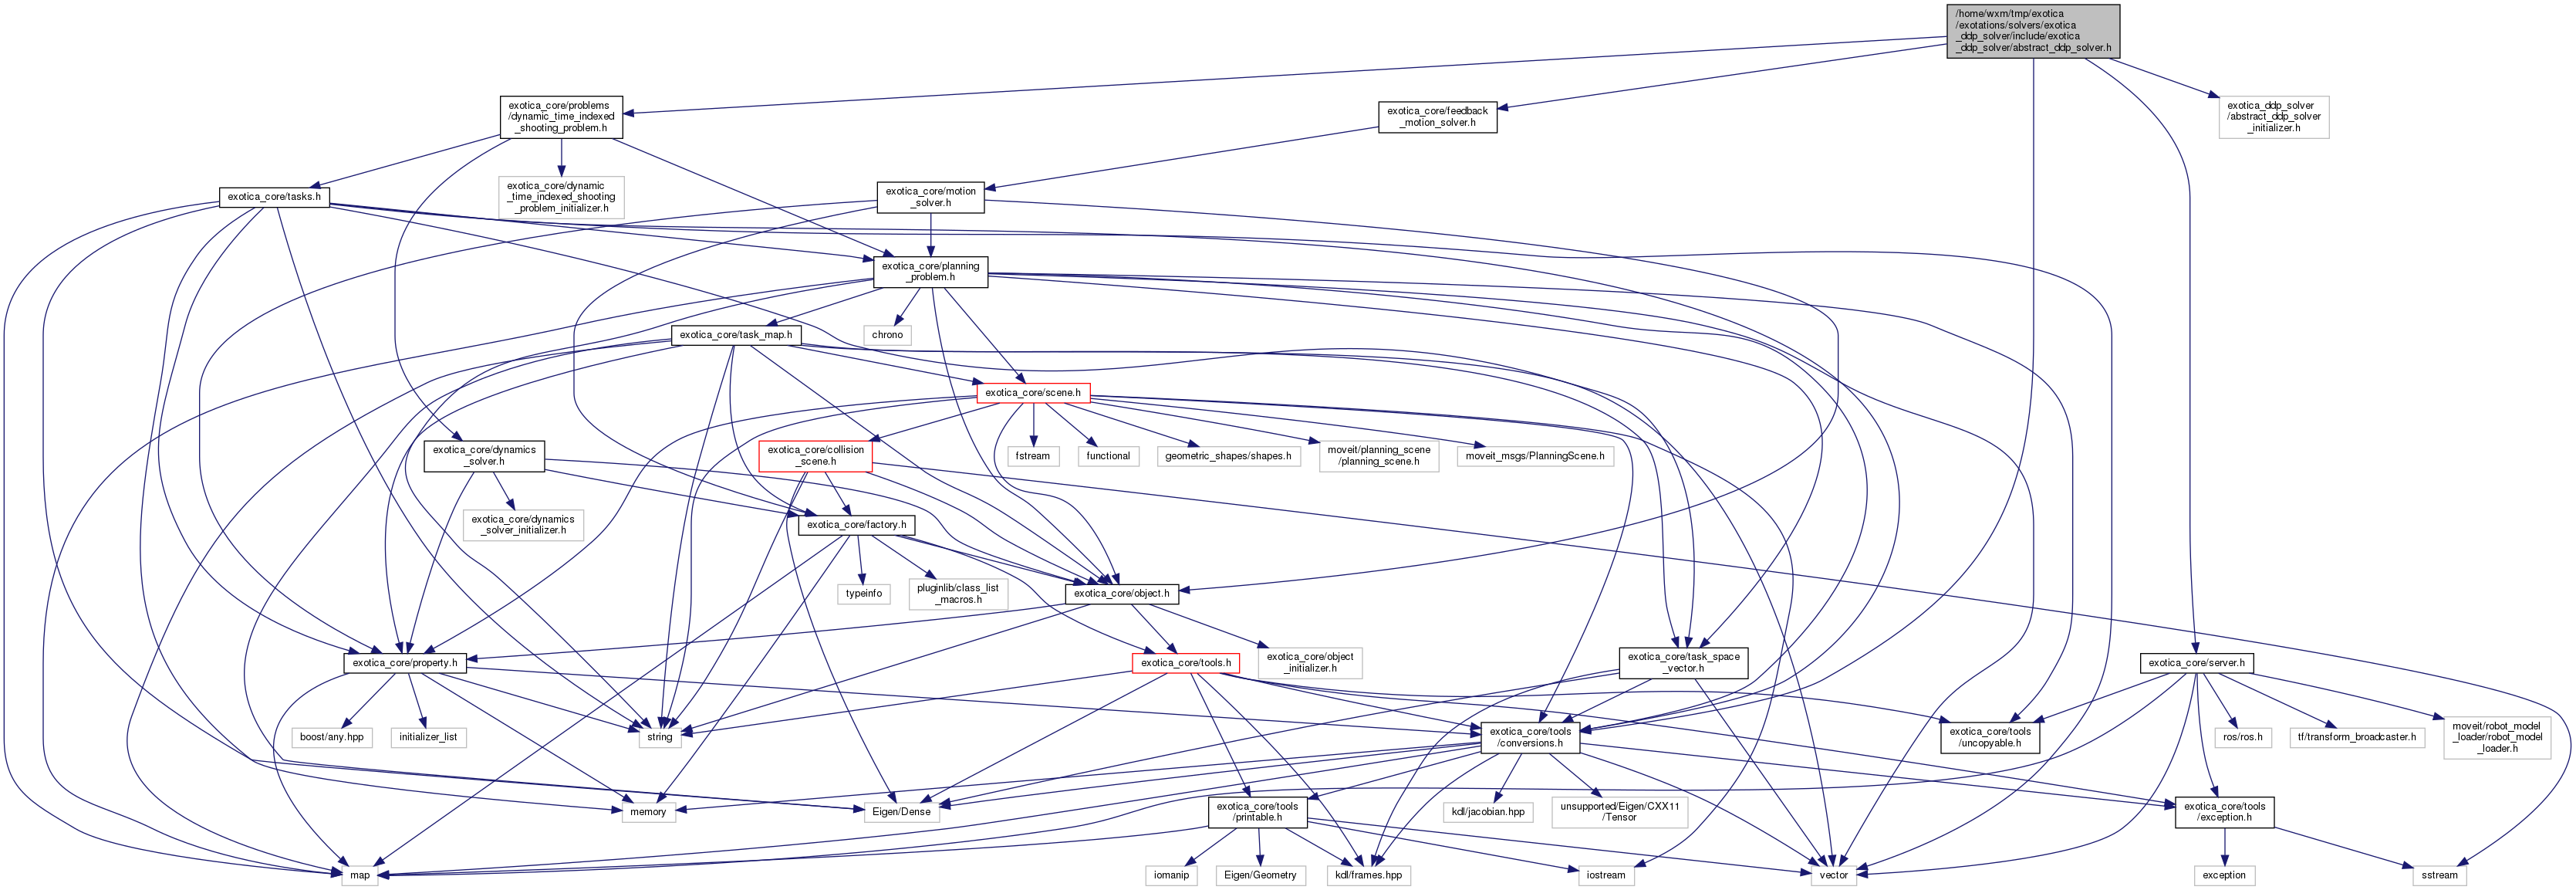 /home/wxm/tmp/exotica
/exotations/solvers/exotica
_ddp_solver/include/exotica
_ddp_solver/abstract_ddp_solver.h
exotica_core/problems
/dynamic_time_indexed
_shooting_problem.h
exotica_core/feedback
_motion_solver.h
exotica_ddp_solver
/abstract_ddp_solver
_initializer.h
exotica_core/tasks.h
exotica_core/dynamic
_time_indexed_shooting
_problem_initializer.h
exotica_core/motion
_solver.h
exotica_core/planning
_problem.h
chrono
exotica_core/task_map.h
exotica_core/scene.h
exotica_core/dynamics
_solver.h
exotica_core/collision
_scene.h
fstream
functional
geometric_shapes/shapes.h
moveit/planning_scene
/planning_scene.h
moveit_msgs/PlanningScene.h
exotica_core/dynamics
_solver_initializer.h
exotica_core/factory.h
typeinfo
pluginlib/class_list
_macros.h
exotica_core/object.h
exotica_core/property.h
exotica_core/tools.h
exotica_core/object
_initializer.h
exotica_core/task_space
_vector.h
exotica_core/server.h
boost/any.hpp
initializer_list
string
exotica_core/tools
/conversions.h
exotica_core/tools
/uncopyable.h
ros/ros.h
tf/transform_broadcaster.h
moveit/robot_model
_loader/robot_model
_loader.h
memory
Eigen/Dense
exotica_core/tools
/printable.h
kdl/jacobian.hpp
unsupported/Eigen/CXX11
/Tensor
exotica_core/tools
/exception.h
map
iomanip
Eigen/Geometry
kdl/frames.hpp
iostream
vector
exception
sstream